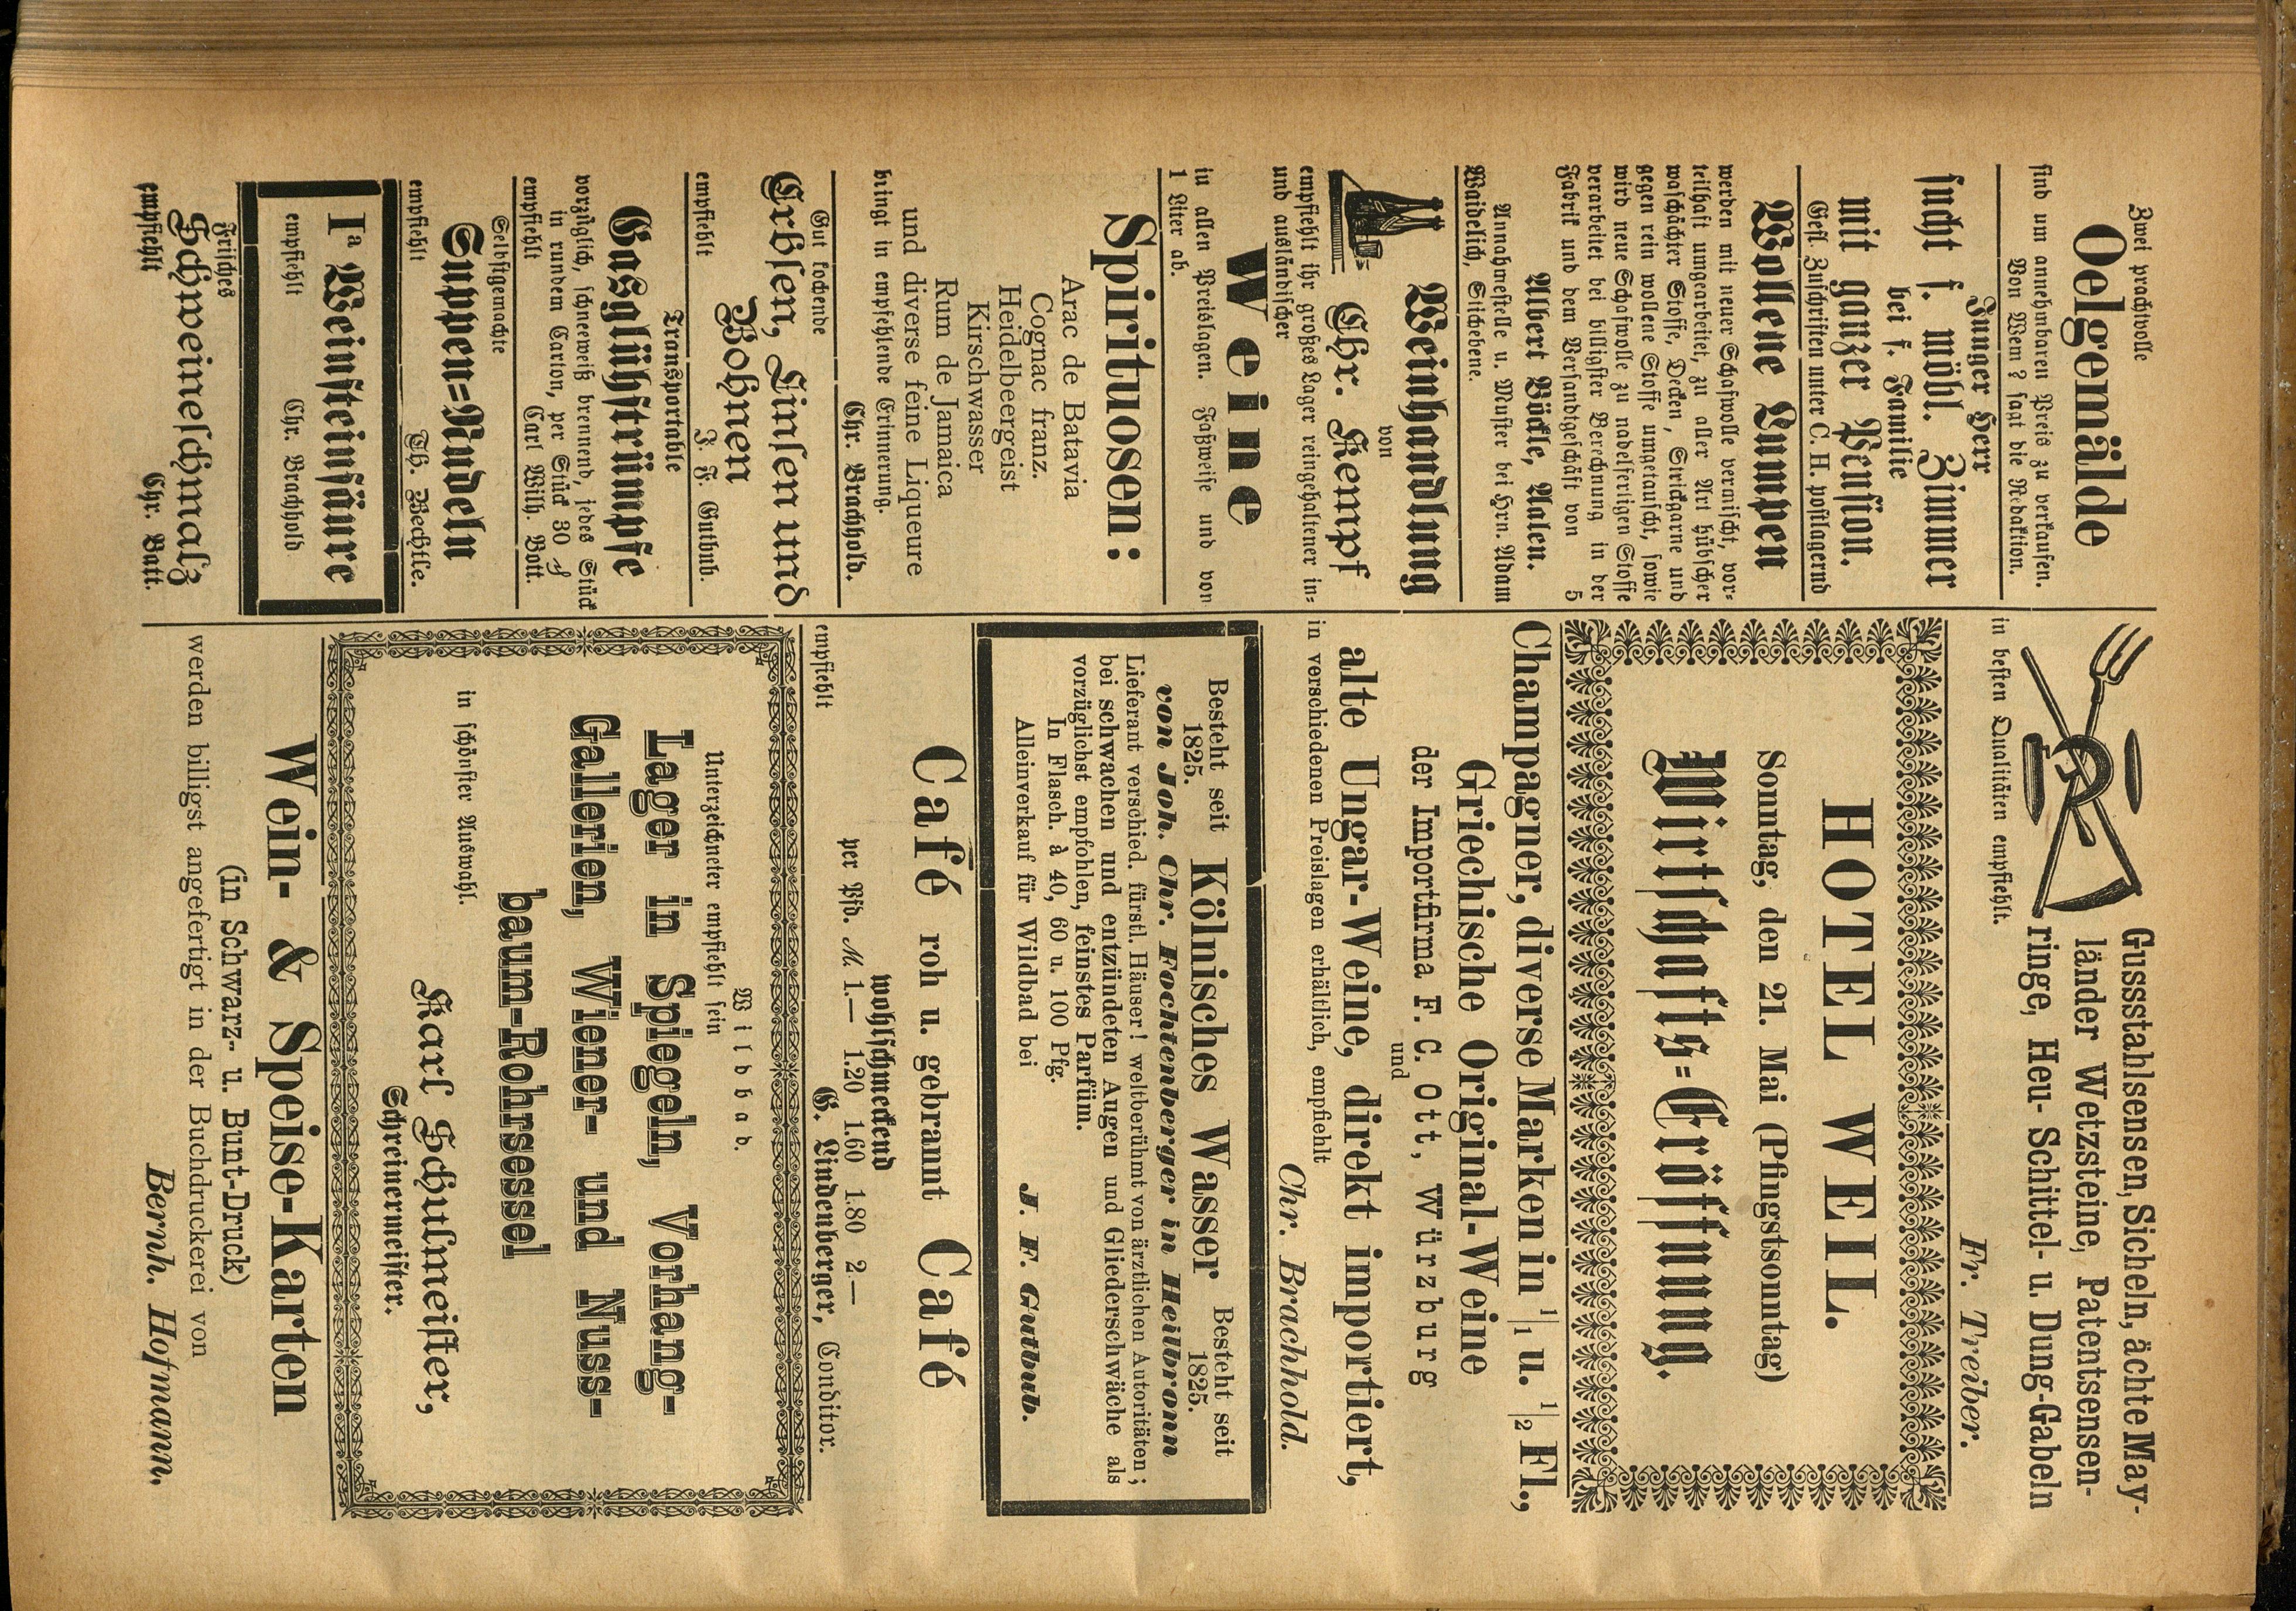 Zwei prachtvolle
Oelgemälde
sind um annehmbaren Preis zu verkaufen.
Von Wem? sagt die Redaktion.
Junger Herr
sucht f. möbl. Zimmer
bei f. Familie
mit ganzer Pension.
Gefl. Zuschriften unter C. H. postlagernd
Wollene Lumpen
werden mit neuer Schafwolle vermischt, vor-
teilhaft umgearbeitet, zu aller Art hübscher
waschächter Stoffe, Decken, Strickgarne und
gegen rein wollene Stoffe umgetauscht, sowie
wird neue Schafwolle zu nadelfertigen Stoffe
verarbeitet bei billigster Berechnung in der
Fabrik und dem Versandtgeschäft von 5
Albert Böckle, Aalen.
Annahmestelle u. Muster bei Hrn. Adam
Waidelich, Sichebene.
Weinhandlung
von
Chr. Kempf
empfiehlt ihr großes Lager reingehaltener in-
und ausländischer
Weine
in allen Preislagen. Faßweise und von
1 Liter ab.
Spirituosen:
Arac de Batavia
Cognac franz.
Heidelbeergeist
Kirschwasser
Rum de Jamaica
und diverse feine Liqueure
bringt in empfehlende Erinnerung.
Chr. Brachhold.
Gut kochende
Erbsen, Linsen und
Bohnen
empfiehlt J. F. Gutbub.
Transportable
Gasglühstrümpfe
vorzüglich, schneeweiß brennend, jedes Stück
in rundem Carton, per Stück 30 ₰
empfiehlt Carl Wilh. Bott.
Selbstgemachte
Suppen-Nudeln
empfiehlt Th. Bechtle.
Ia Weinsteinsäure
empfiehlt Chr. Brachhold
Frisches
Schweineschmalz
empfiehlt Chr. Batt.
Gussstahlsensen, Sicheln, ächte May-
länder Wetzsteine, Patentsensen-
ringe, Heu- Schittel- u. Dung-Gabeln
in besten Qualitäten empfiehlt.
Fr. Treiber.
HOTEL WEIL.
Sonntag, den 21. Mai (Pfingstsonntag)
Wirtschafts-Eröffnung.
Champagner, diverse Marken in 1/1 u. 1/2 Fl.,
Griechische Original-Weine
der Importfirma F. C. Ott, Würzburg
und
alte Ungar-Weine, direkt importiert,
in verschiedenen Preislagen erhältlich, empfiehlt
Chr. Brachhold.
Besteht seit 1825. Kölnisches Wasser Besteht seit 1825.
von Joh. Chr. Fochtenberger in Heilbronn
Lieferant verschied. fürstl. Häuser! weltberühmt von ärztlichen Autoritäten;
bei schwachen und entzündeten Augen und Gliederschwäche als
vorzüglichst empfohlen, feinstes Parfüm.
In Flasch. à 40, 60 u. 100 Pfg.
Alleinverkauf für Wildbad bei J. F. Gutbub.
Café roh u. gebrannt Café
wohlschmeckend
per Pfd. M. 1.— 1.20 1.60 1.80 2.—
empfiehlt G. Lindenberger, Conditor.
Wildbad.
Unterzeichneter empfiehlt sein
Lager in Spiegeln, Vorhang-
Gallerien, Wiener- und Nuss-
baum-Rohrsessel
in schönster Auswahl.
Karl Schulmeister,
Schreinermeister.
Wein- & Speise-Karten
(in Schwarz- u. Bunt-Druck)
werden billigst angefertigt in der Buchdruckerei von
Bernh. Hofmann.